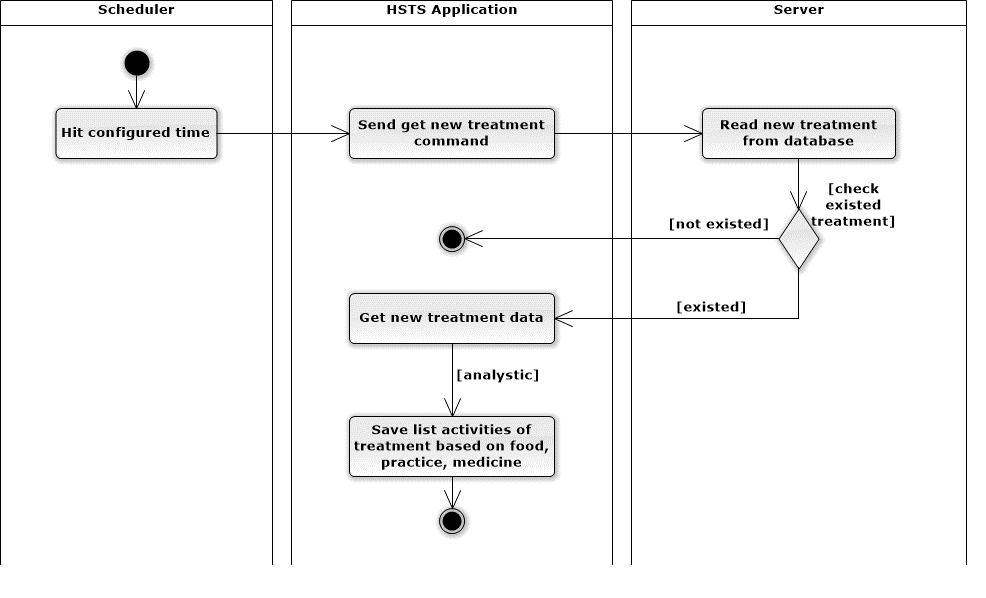 Scheduler
HSTS Application
Server
Hit configured time
Send get new treatment
command
Read new treatment
from database
[check
existed
treatment]
[not existed]
[existed]
Get new treatment data
[analystic]
Save list activities of
treatment based on food,
practice, medicine